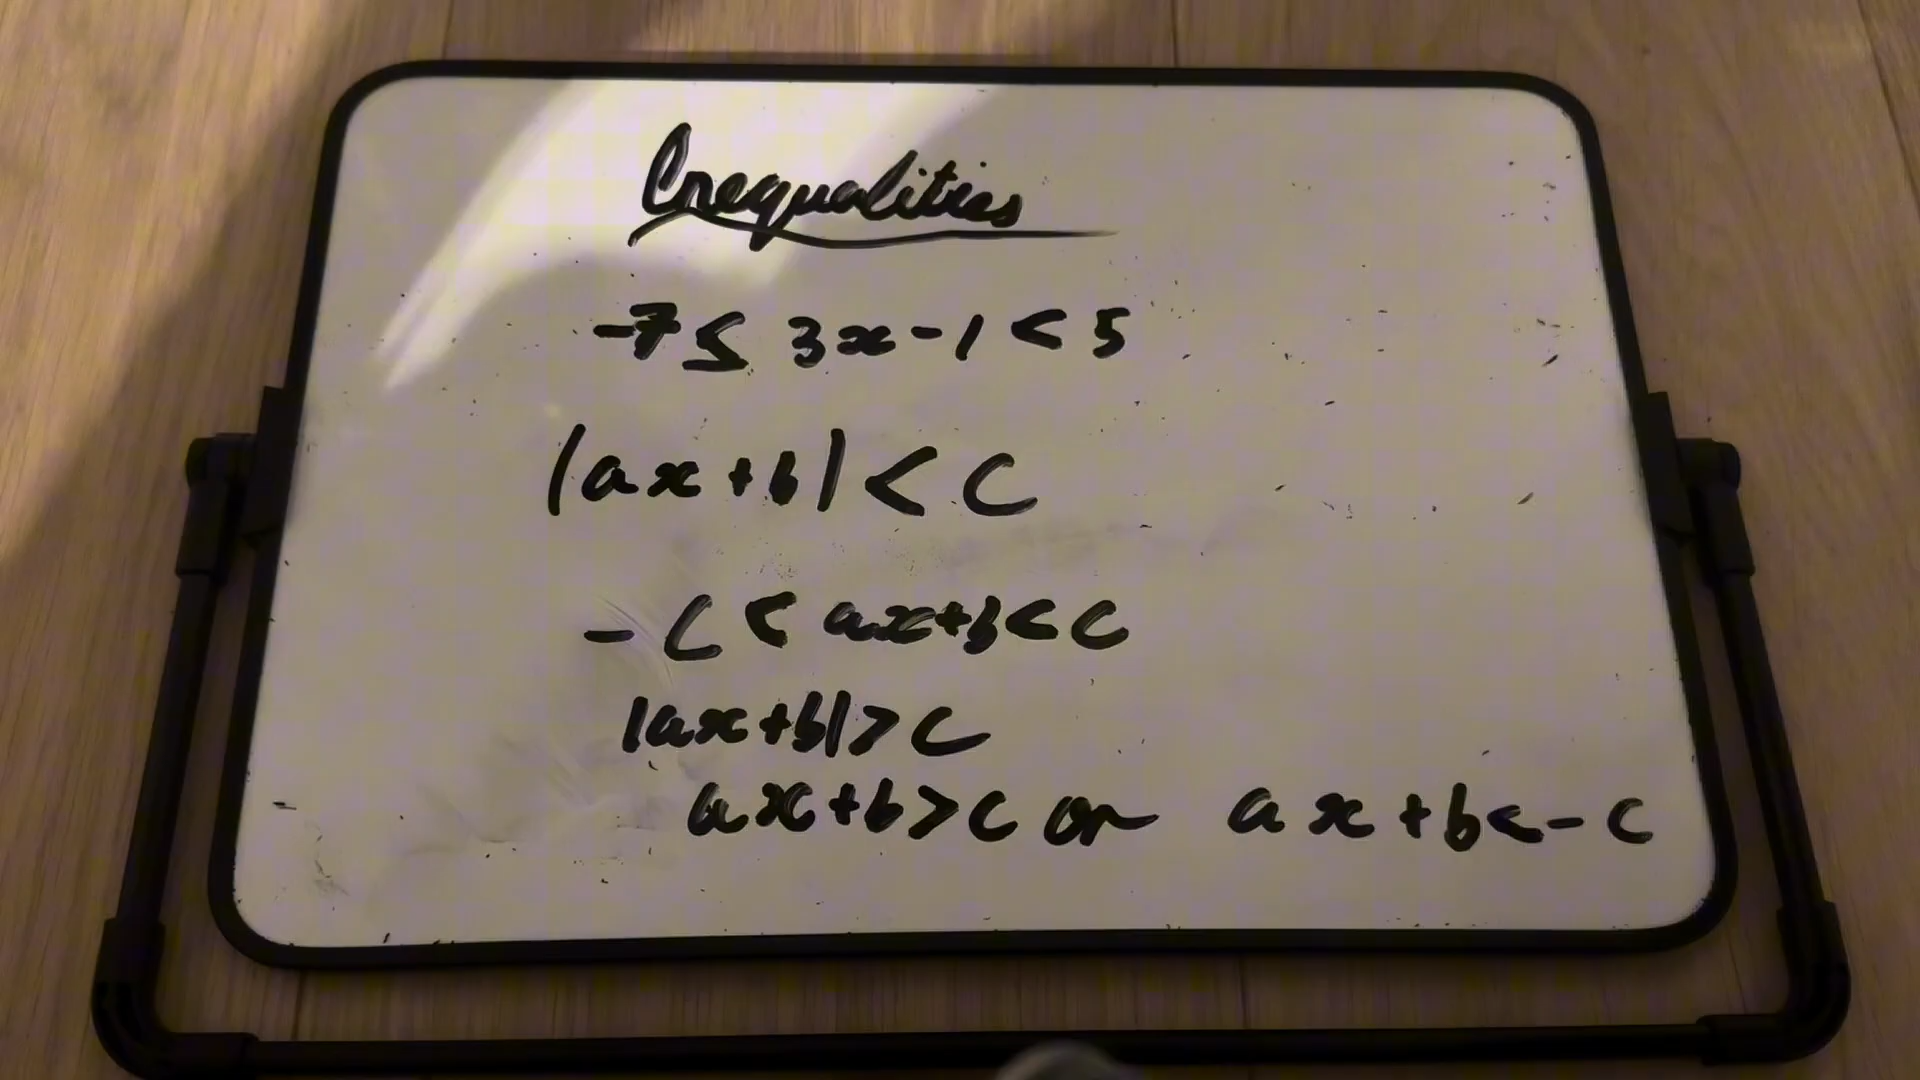 Inequalities
-7 ≤ 3x - 1 < 5
|ax + b| < C
- C < ax+b < C
|ax+b| > C
ax+b > C or ax + b < - C